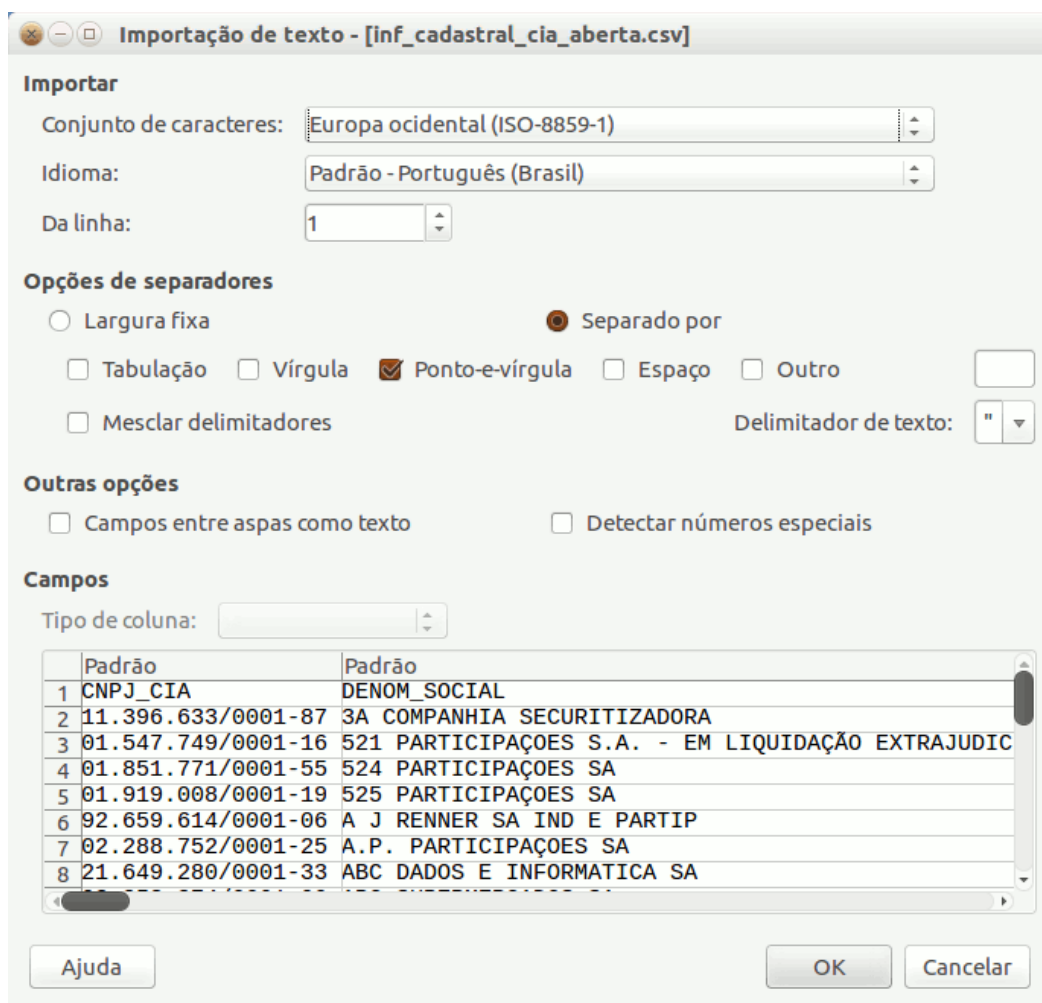 Importação de texto - [inf_cadastral_cia_aberta.csv]
Importar
Conjunto de caracteres: Europa ocidental (ISO-8859-1)
Idioma: Padrão - Português (Brasil)
Da linha: 1
Opções de separadores
Largura fixa Separado por
Tabulação Vírgula Ponto-e-vírgula Espaço Outro
Mesclar delimitadores Delimitador de texto: "
Outras opções
Campos entre aspas como texto Detectar números especiais
Campos
Tipo de coluna:
Padrão Padrão
1 CNPJ_CIA DENOM_SOCIAL
2 11.396.633/0001-87 3A COMPANHIA SECURITIZADORA
3 01.547.749/0001-16 521 PARTICIPAÇOES S.A. - EM LIQUIDAÇÃO EXTRAJUDIC
4 01.851.771/0001-55 524 PARTICIPAÇOES SA
5 01.919.008/0001-19 525 PARTICIPAÇOES SA
6 92.659.614/0001-06 A J RENNER SA IND E PARTIP
7 02.288.752/0001-25 A.P. PARTICIPAÇOES SA
8 21.649.280/0001-33 ABC DADOS E INFORMATICA SA
Ajuda OK Cancelar